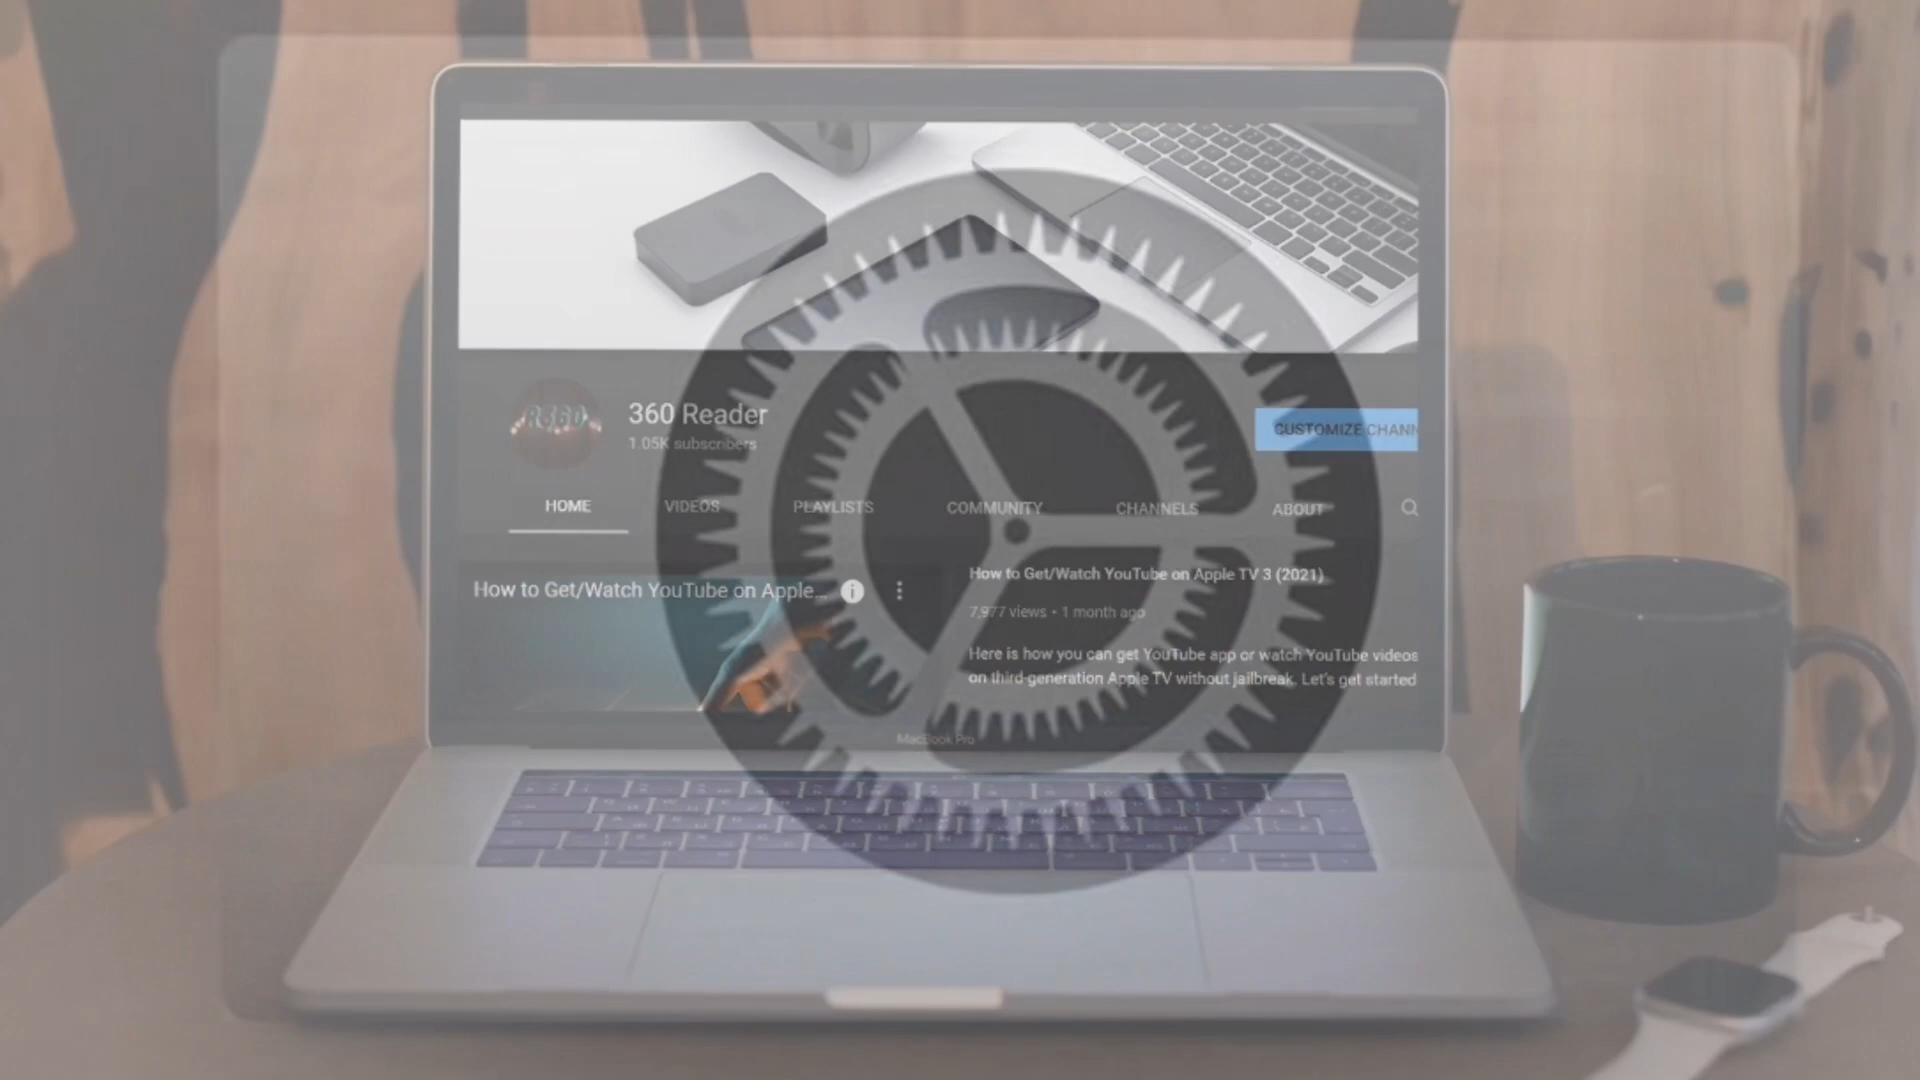 R360
360 Reader
1.05K subscribers
CUSTOMIZE CHANN
HOME VIDEOS PLAYLISTS COMMUNITY CHANNELS ABOUT
How to Get/Watch YouTube on Apple...
How to Get/Watch YouTube on Apple TV 3 (2021)
7,977 views • 1 month ago
Here is how you can get YouTube app or watch YouTube videos
on third-generation Apple TV without jailbreak. Let's get started
MacBook Pro